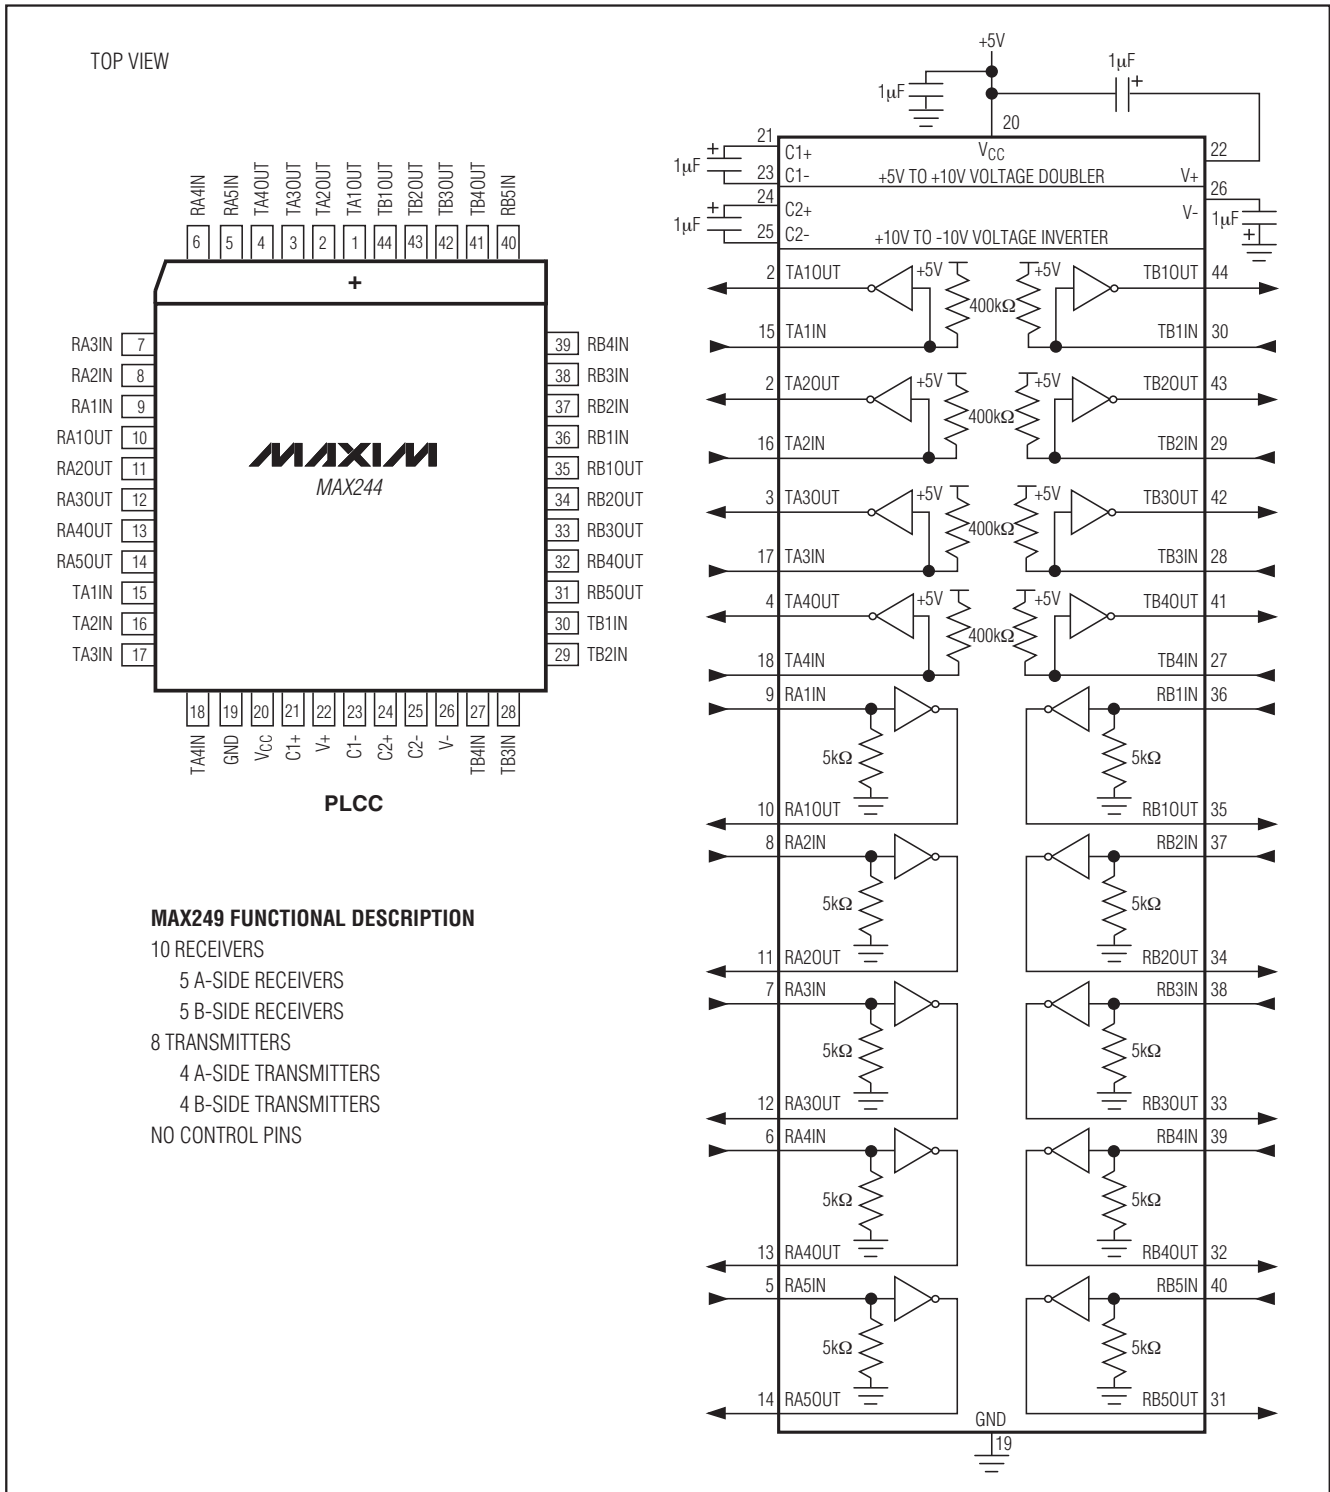 TOP VIEW
RA4IN
RA5IN
TA4OUT
TA3OUT
TA2OUT
TA1OUT
TB1OUT
TB2OUT
TB3OUT
TB4OUT
RB5IN
6 5 4 3 2 1 44 43 42 41 40
+
RA3IN 7
RA2IN 8
RA1IN 9
RA1OUT 10
RA2OUT 11
RA3OUT 12
RA4OUT 13
RA5OUT 14
TA1IN 15
TA2IN 16
TA3IN 17
MAXIM
MAX244
39 RB4IN
38 RB3IN
37 RB2IN
36 RB1IN
35 RB1OUT
34 RB2OUT
33 RB3OUT
32 RB4OUT
31 RB5OUT
30 TB1IN
29 TB2IN
18 19 20 21 22 23 24 25 26 27 28
TA4IN
GND
VCC
C1+
V+
C1-
C2+
C2-
V-
TB4IN
TB3IN
PLCC
MAX249 FUNCTIONAL DESCRIPTION
10 RECEIVERS
5 A-SIDE RECEIVERS
5 B-SIDE RECEIVERS
8 TRANSMITTERS
4 A-SIDE TRANSMITTERS
4 B-SIDE TRANSMITTERS
NO CONTROL PINS
+5V
1µF
1µF +
20
VCC
21 C1+
+ 1µF
23 C1-
+5V TO +10V VOLTAGE DOUBLER
V+ 22
24 C2+
+ 1µF
25 C2-
+10V TO -10V VOLTAGE INVERTER
V- 26
1µF +
2 TA1OUT +5V +5V TB1OUT 44
400kΩ
15 TA1IN TB1IN 30
2 TA2OUT +5V +5V TB2OUT 43
400kΩ
16 TA2IN TB2IN 29
3 TA3OUT +5V +5V TB3OUT 42
400kΩ
17 TA3IN TB3IN 28
4 TA4OUT +5V +5V TB4OUT 41
400kΩ
18 TA4IN TB4IN 27
9 RA1IN RB1IN 36
5kΩ 5kΩ
10 RA1OUT RB1OUT 35
8 RA2IN RB2IN 37
5kΩ 5kΩ
11 RA2OUT RB2OUT 34
7 RA3IN RB3IN 38
5kΩ 5kΩ
12 RA3OUT RB3OUT 33
6 RA4IN RB4IN 39
5kΩ 5kΩ
13 RA4OUT RB4OUT 32
5 RA5IN RB5IN 40
5kΩ 5kΩ
14 RA5OUT RB5OUT 31
GND
19